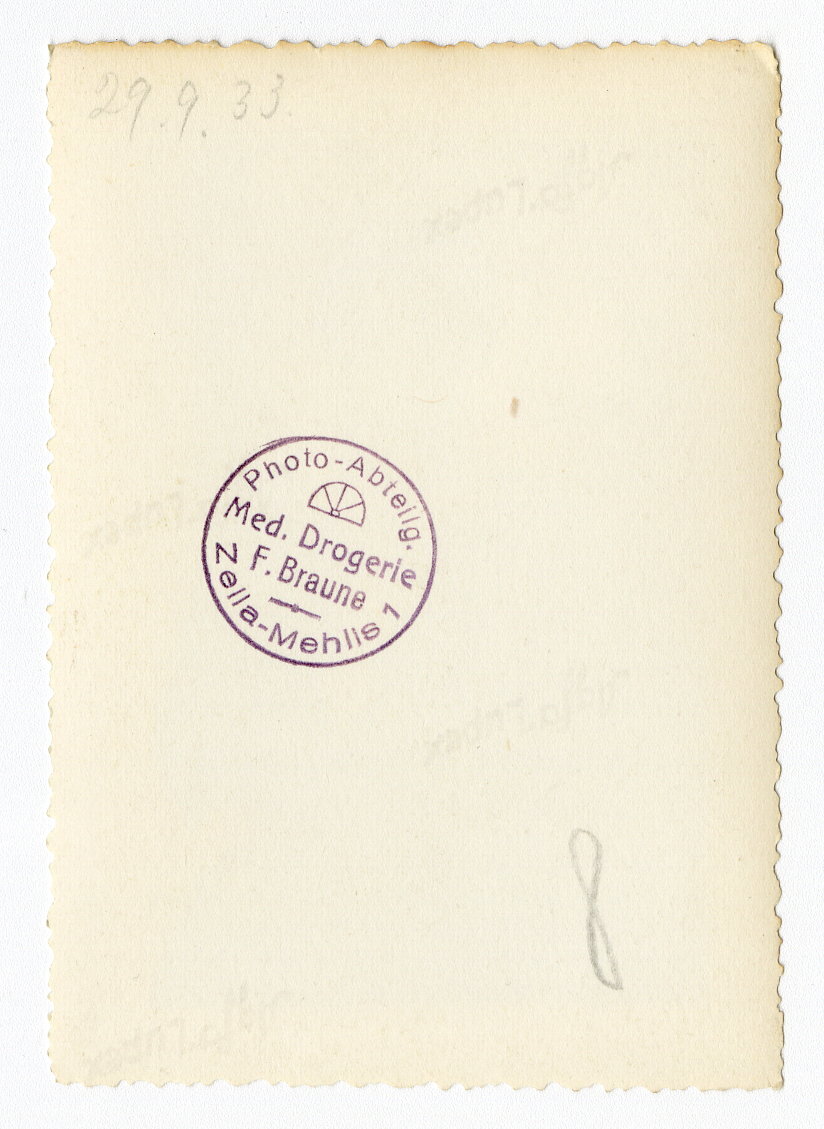 29.9.33.
Photo-Abteilg.
Med. Drogerie
F. Braune
Zella-Mehlis 1
8